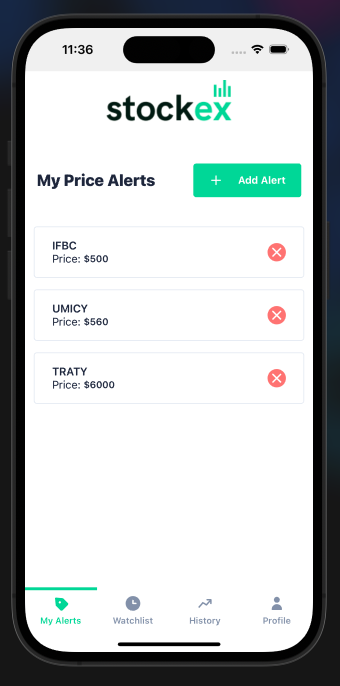 11:36
stockex
My Price Alerts
+ Add Alert
IFBC
Price: $500
UMICY
Price: $560
TRATY
Price: $6000
My Alerts
Watchlist
History
Profile